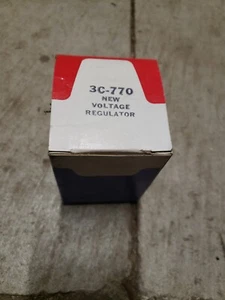 3C-770
NEW
VOLTAGE
REGULATOR